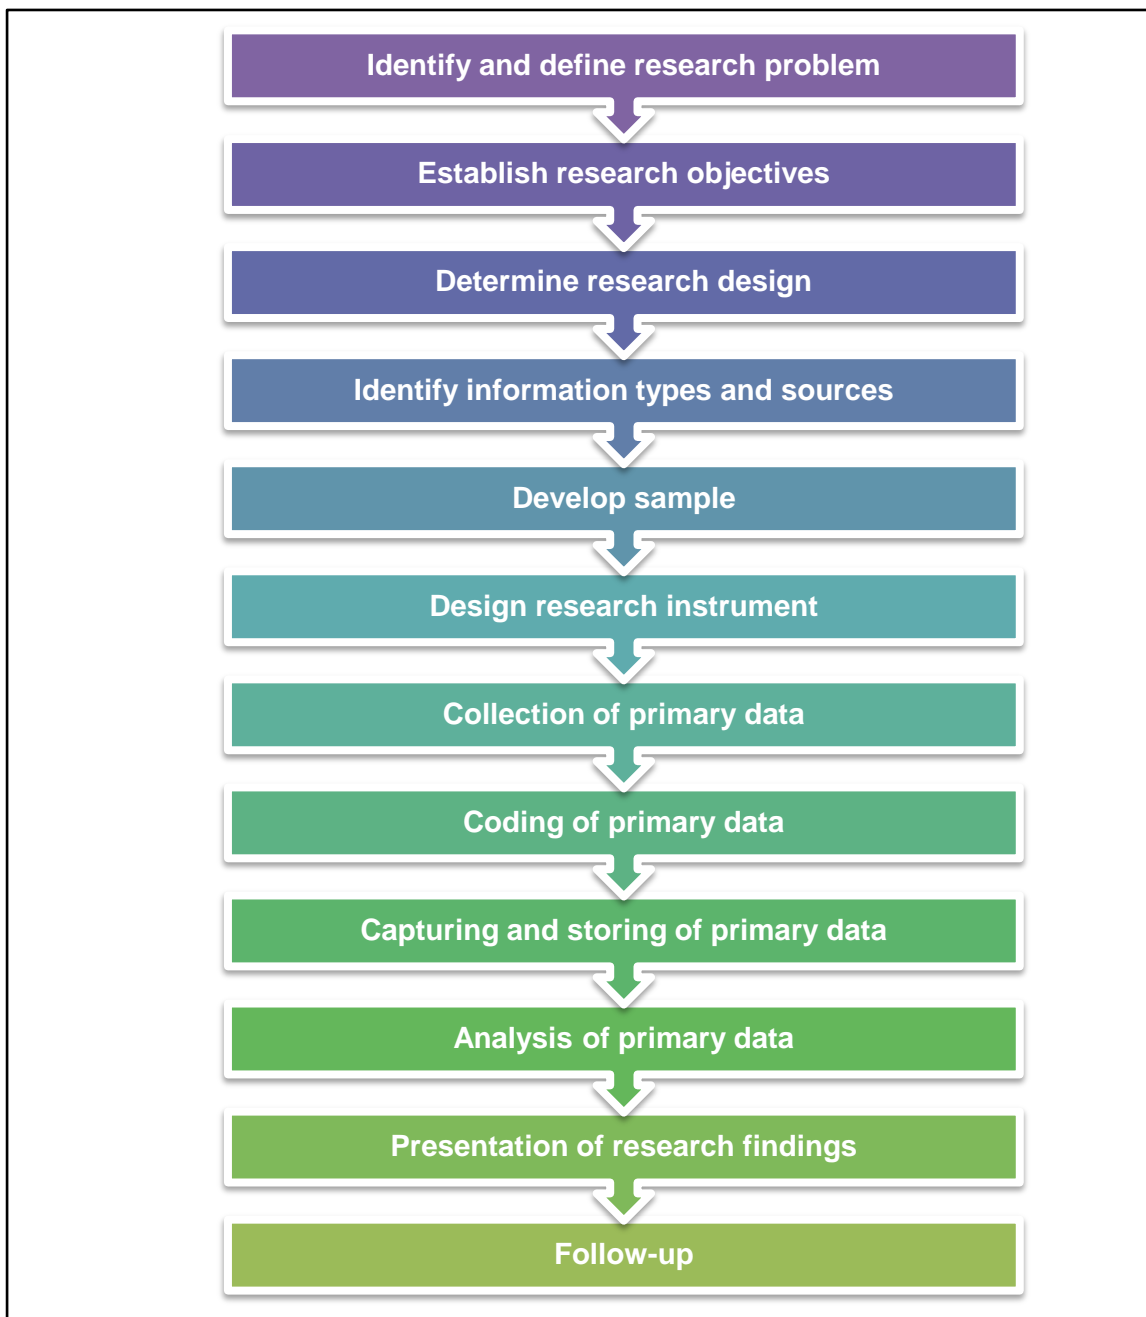 Identify and define research problem
Establish research objectives
Determine research design
Identify information types and sources
Develop sample
Design research instrument
Collection of primary data
Coding of primary data
Capturing and storing of primary data
Analysis of primary data
Presentation of research findings
Follow-up